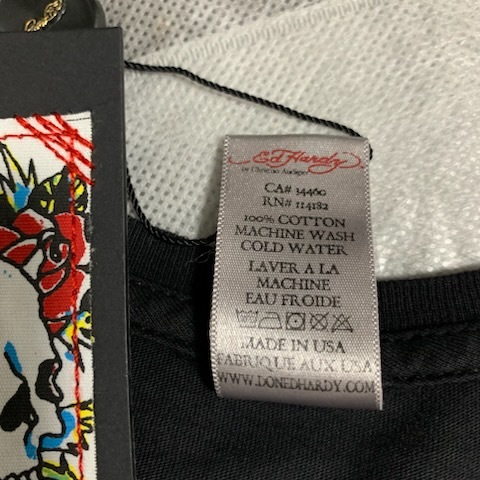 Ed Hardy
by Christian Audigier
CA# 34460
RN# 114182
100% COTTON
MACHINE WASH
COLD WATER
LAVER A LA
MACHINE
EAU FROIDE
MADE IN USA
FABRIQUE AUX USA
WWW.DONEDHARDY.COM